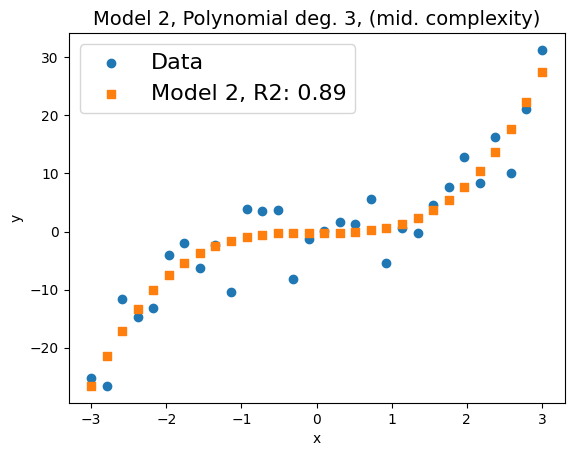 Model 2, Polynomial deg. 3, (mid. complexity)
Data
Model 2, R2: 0.89
30
20
10
0
−10
−20
y
−3 −2 −1 0 1 2 3
x